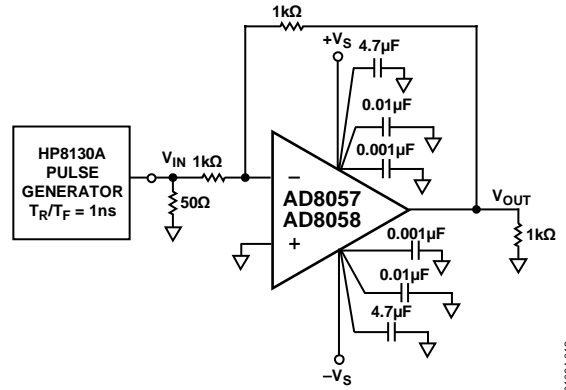 1kΩ
+VS
4.7µF
0.01µF
0.001µF
HP8130A
PULSE
GENERATOR
TR/TF = 1ns
VIN
1kΩ
50Ω
–
+
AD8057
AD8058
VOUT
1kΩ
0.001µF
0.01µF
4.7µF
–VS